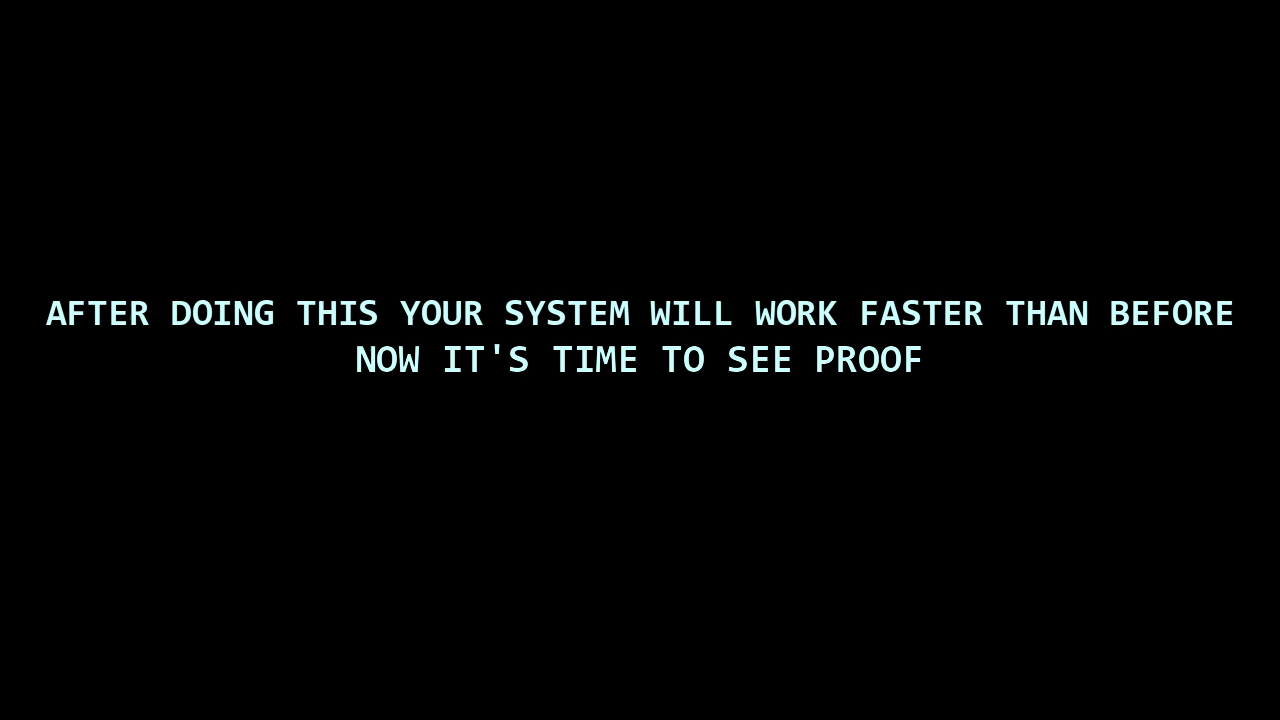 AFTER DOING THIS YOUR SYSTEM WILL WORK FASTER THAN BEFORE
NOW IT'S TIME TO SEE PROOF